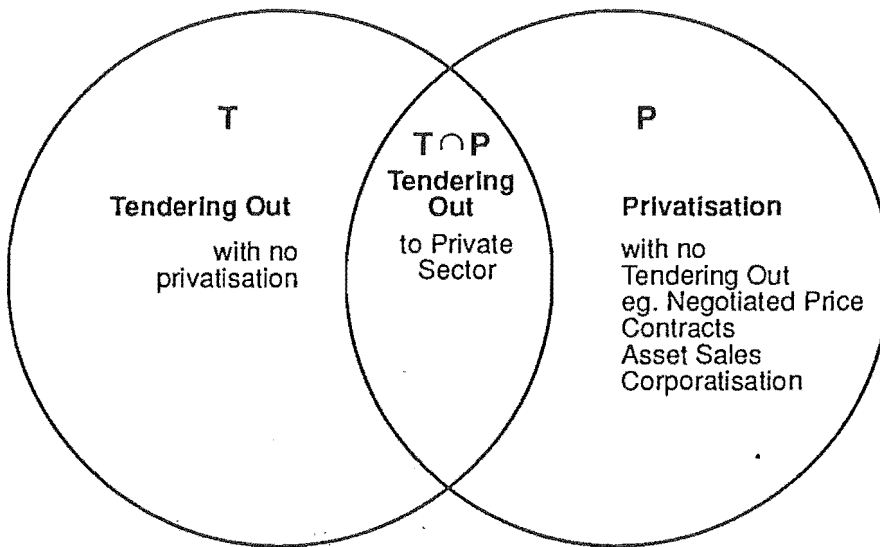 T
Tendering Out
with no
privatisation
T∩P
Tendering
Out
to Private
Sector
P
Privatisation
with no
Tendering Out
eg. Negotiated Price
Contracts
Asset Sales
Corporatisation